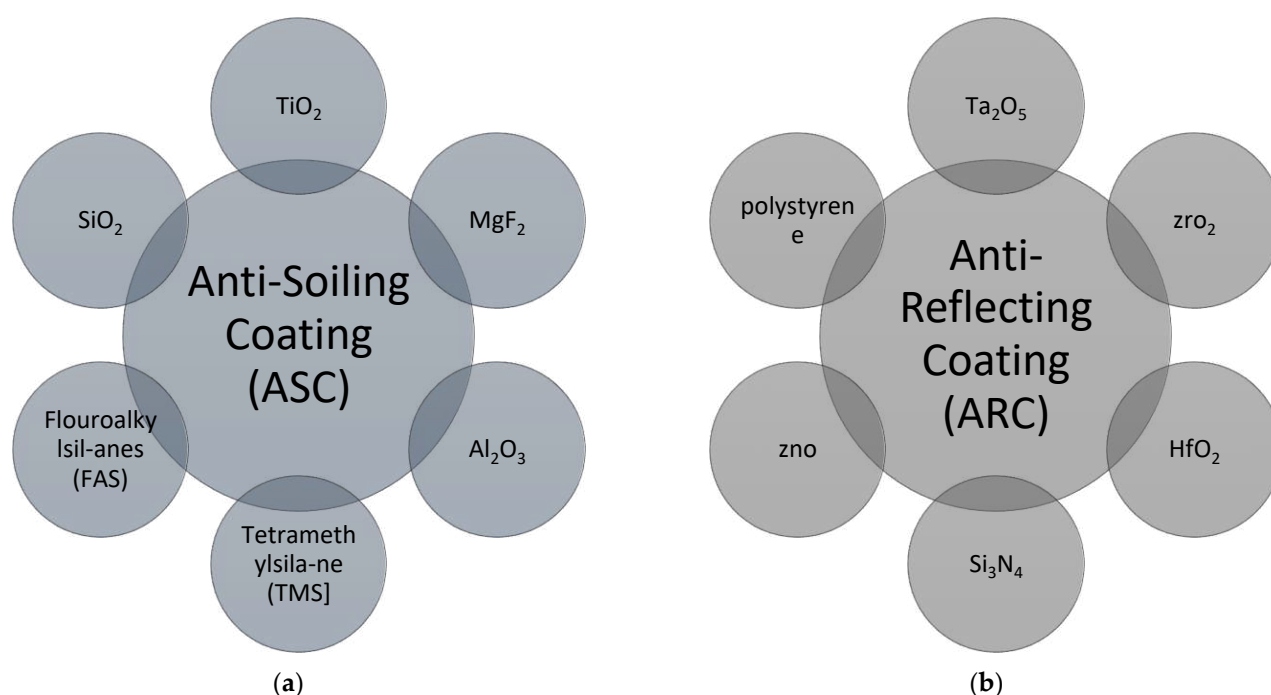 TiO₂
MgF₂
Al₂O₃
Tetrameth
ylsila-ne
(TMS]
Flouroalky
lsil-anes
(FAS)
SiO₂
Anti-Soiling
Coating
(ASC)
(a)
Ta₂O₅
zro₂
HfO₂
Si₃N₄
zno
polystyren
e
Anti-
Reflecting
Coating
(ARC)
(b)